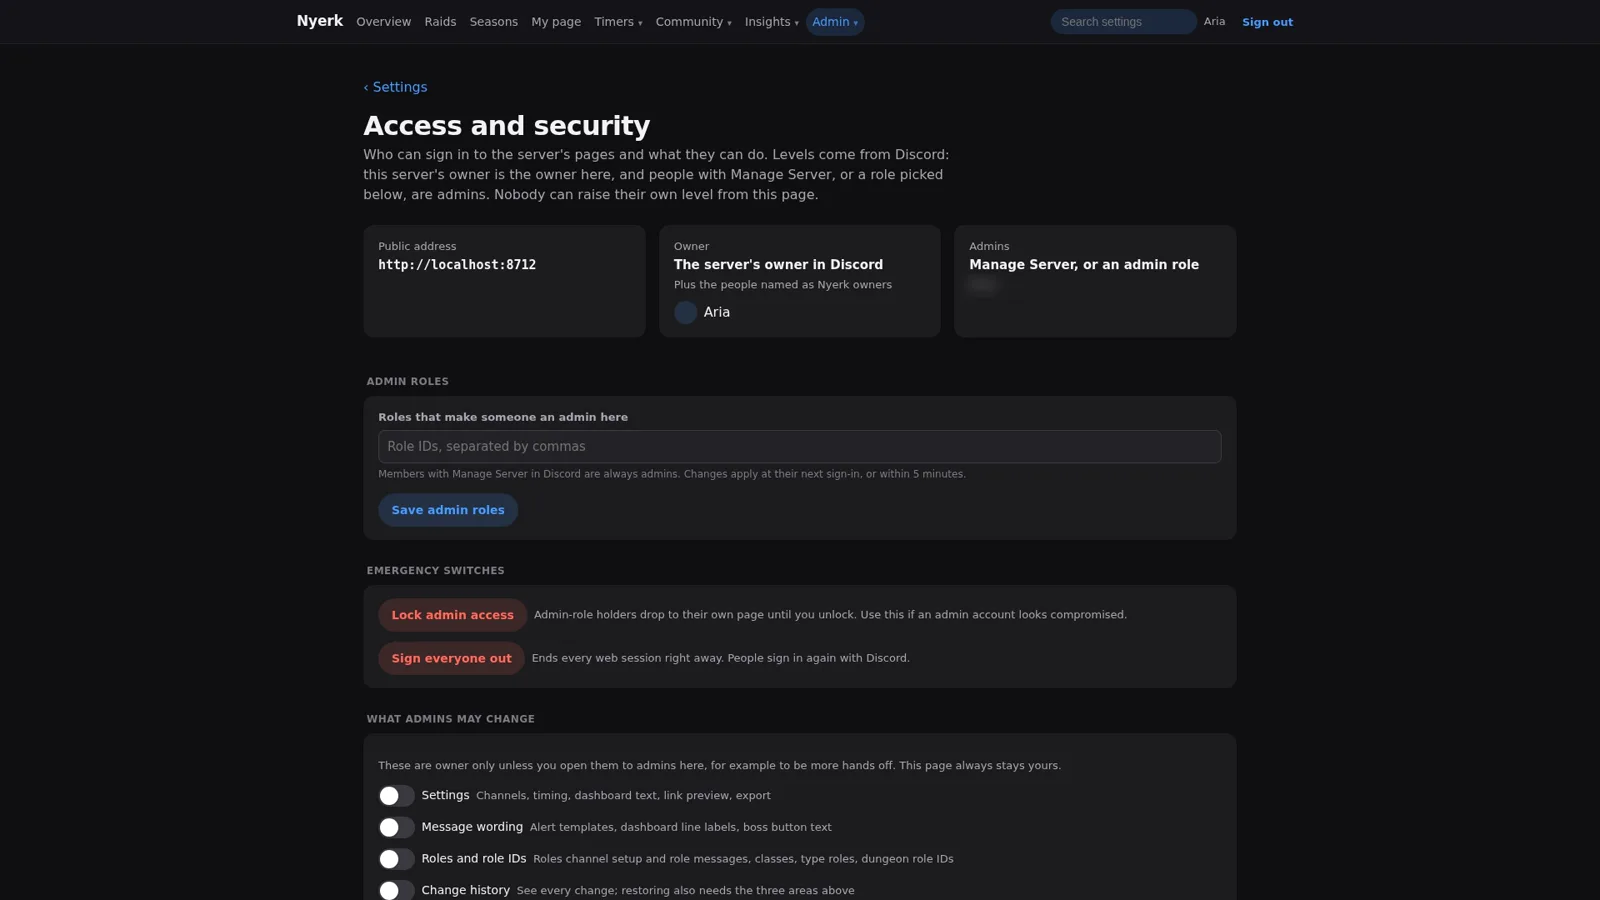 Nyerk Overview Raids Seasons My page Timers ▾ Community ▾ Insights ▾ Admin ▾ Search settings Aria Sign out
‹ Settings
Access and security
Who can sign in to the server's pages and what they can do. Levels come from Discord:
this server's owner is the owner here, and people with Manage Server, or a role picked
below, are admins. Nobody can raise their own level from this page.
Public address
http://localhost:8712
Owner
The server's owner in Discord
Plus the people named as Nyerk owners
Aria
Admins
Manage Server, or an admin role
ADMIN ROLES
Roles that make someone an admin here
Role IDs, separated by commas
Members with Manage Server in Discord are always admins. Changes apply at their next sign-in, or within 5 minutes.
Save admin roles
EMERGENCY SWITCHES
Lock admin access Admin-role holders drop to their own page until you unlock. Use this if an admin account looks compromised.
Sign everyone out Ends every web session right away. People sign in again with Discord.
WHAT ADMINS MAY CHANGE
These are owner only unless you open them to admins here, for example to be more hands off. This page always stays yours.
Settings Channels, timing, dashboard text, link preview, export
Message wording Alert templates, dashboard line labels, boss button text
Roles and role IDs Roles channel setup and role messages, classes, type roles, dungeon role IDs
Change history See every change; restoring also needs the three areas above